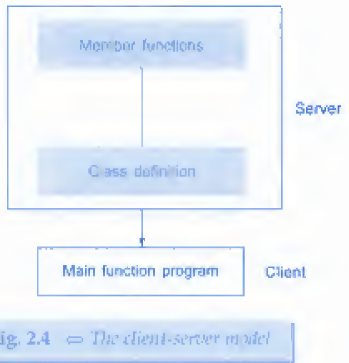 Member functions
Server
Class definition
Main function program Client
Fig. 2.4 ⇔ The client-server model